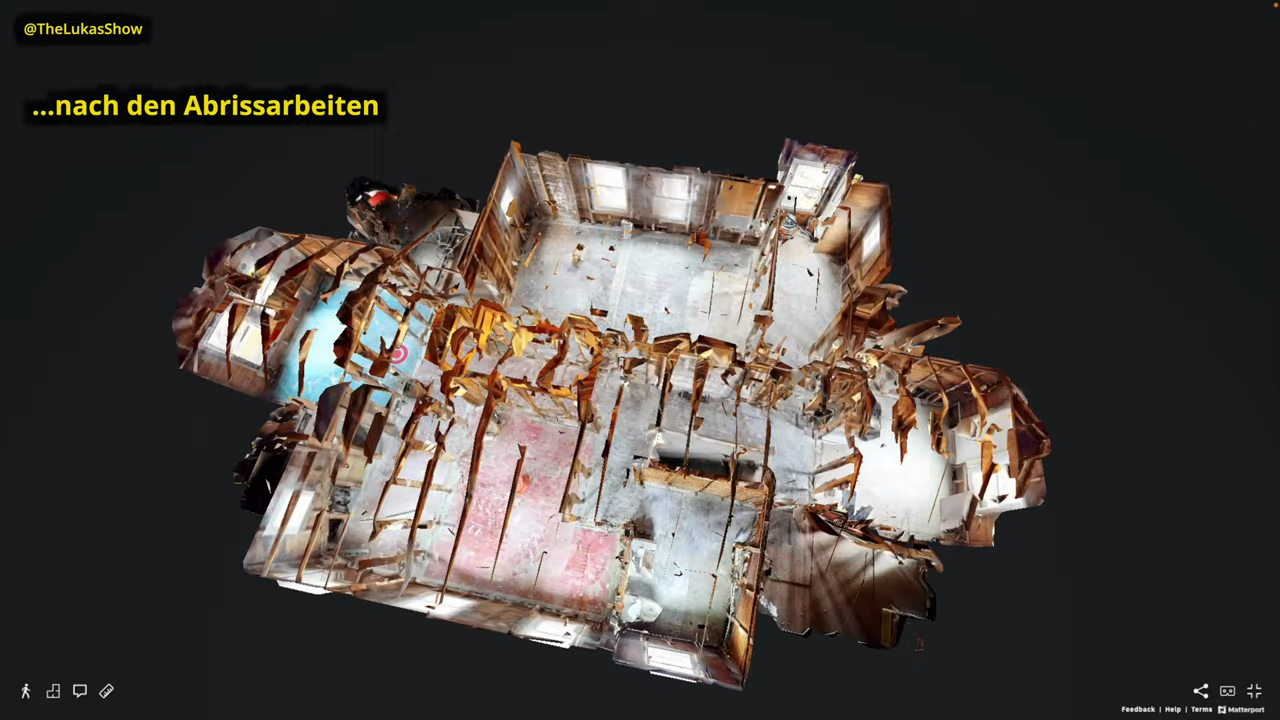 @TheLukasShow
...nach den Abrissarbeiten
Feedback | Help | Terms Matterport